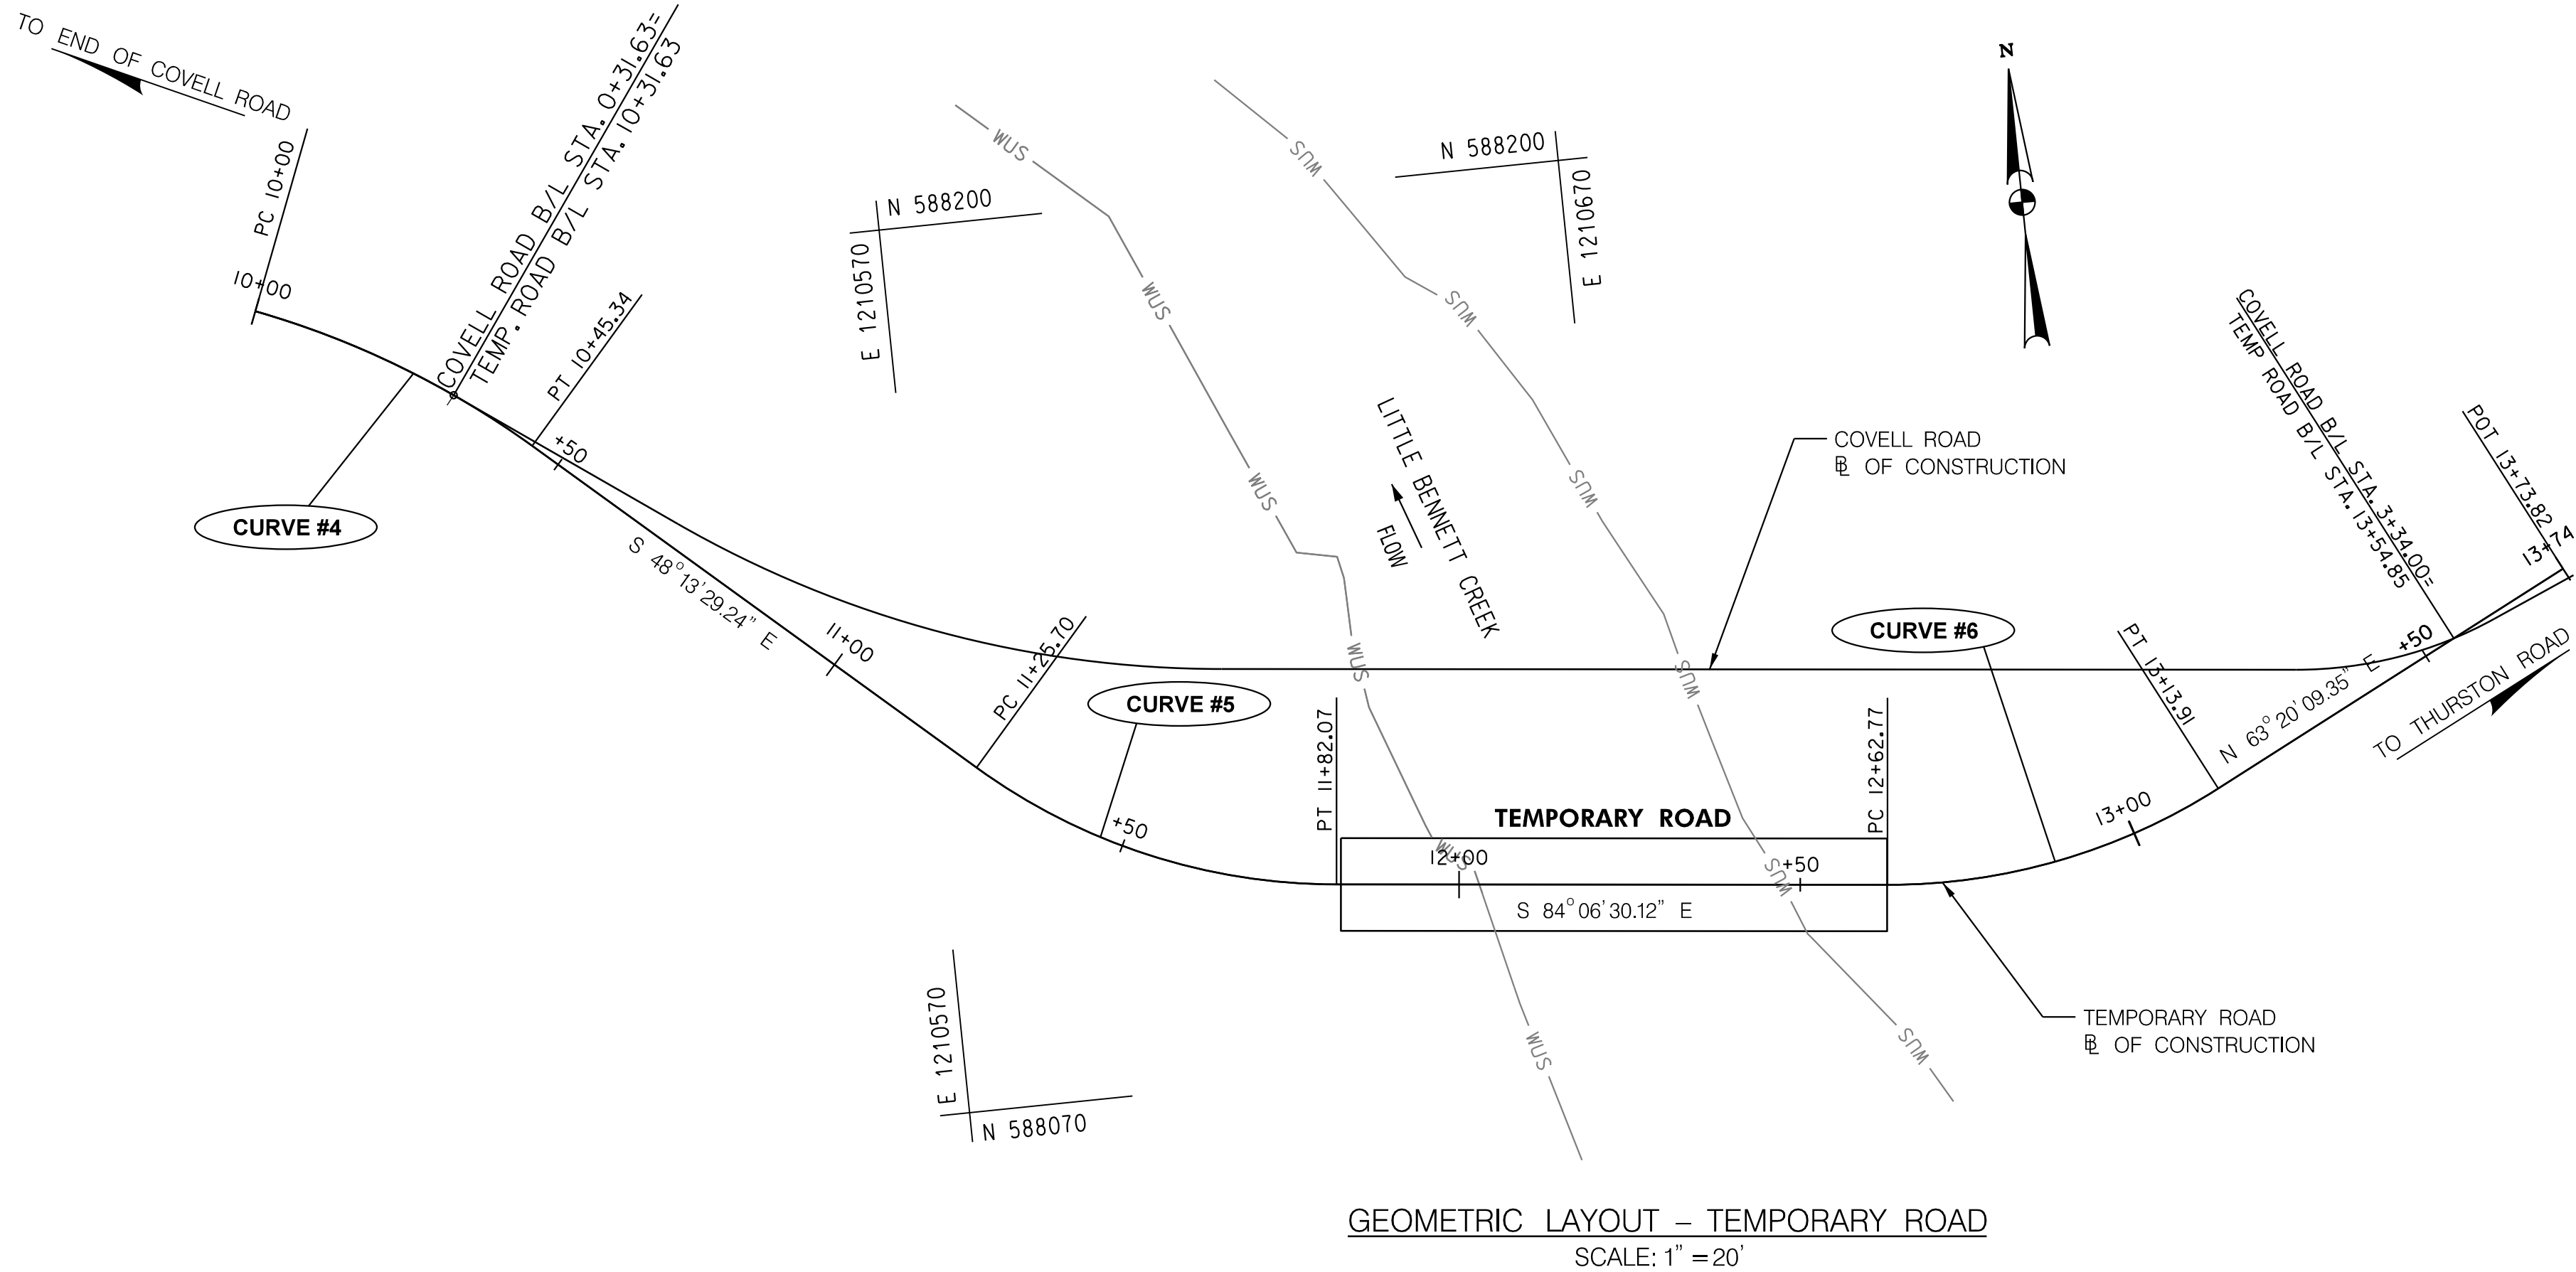 TO END OF COVELL ROAD
PC 10+00
10+00
COVELL ROAD B/L STA. 0+31.63=
TEMP. ROAD B/L STA. 10+31.63
PT 10+45.34
+50
CURVE #4
S 48°13'29.24" E
11+00
PC 11+25.70
CURVE #5
+50
N 588200
E 1210570
WUS
WUS
WUS
WUS
WUS
WUS
N 588200
E 1210670
WUS
WUS
WUS
WUS
WUS
WUS
N
LITTLE BENNETT CREEK
FLOW
COVELL ROAD
BL OF CONSTRUCTION
CURVE #6
COVELL ROAD B/L STA. 3+34.00=
TEMP ROAD B/L STA. 13+54.85
POT 13+73.82
13+74
+50
PT 13+13.91
N 63°20'09.35" E
TO THURSTON ROAD
13+00
PT 11+82.07
TEMPORARY ROAD
12+00
+50
S 84°06'30.12" E
PC 12+62.77
TEMPORARY ROAD
BL OF CONSTRUCTION
E 1210570
N 588070
GEOMETRIC LAYOUT – TEMPORARY ROAD
SCALE: 1" = 20'